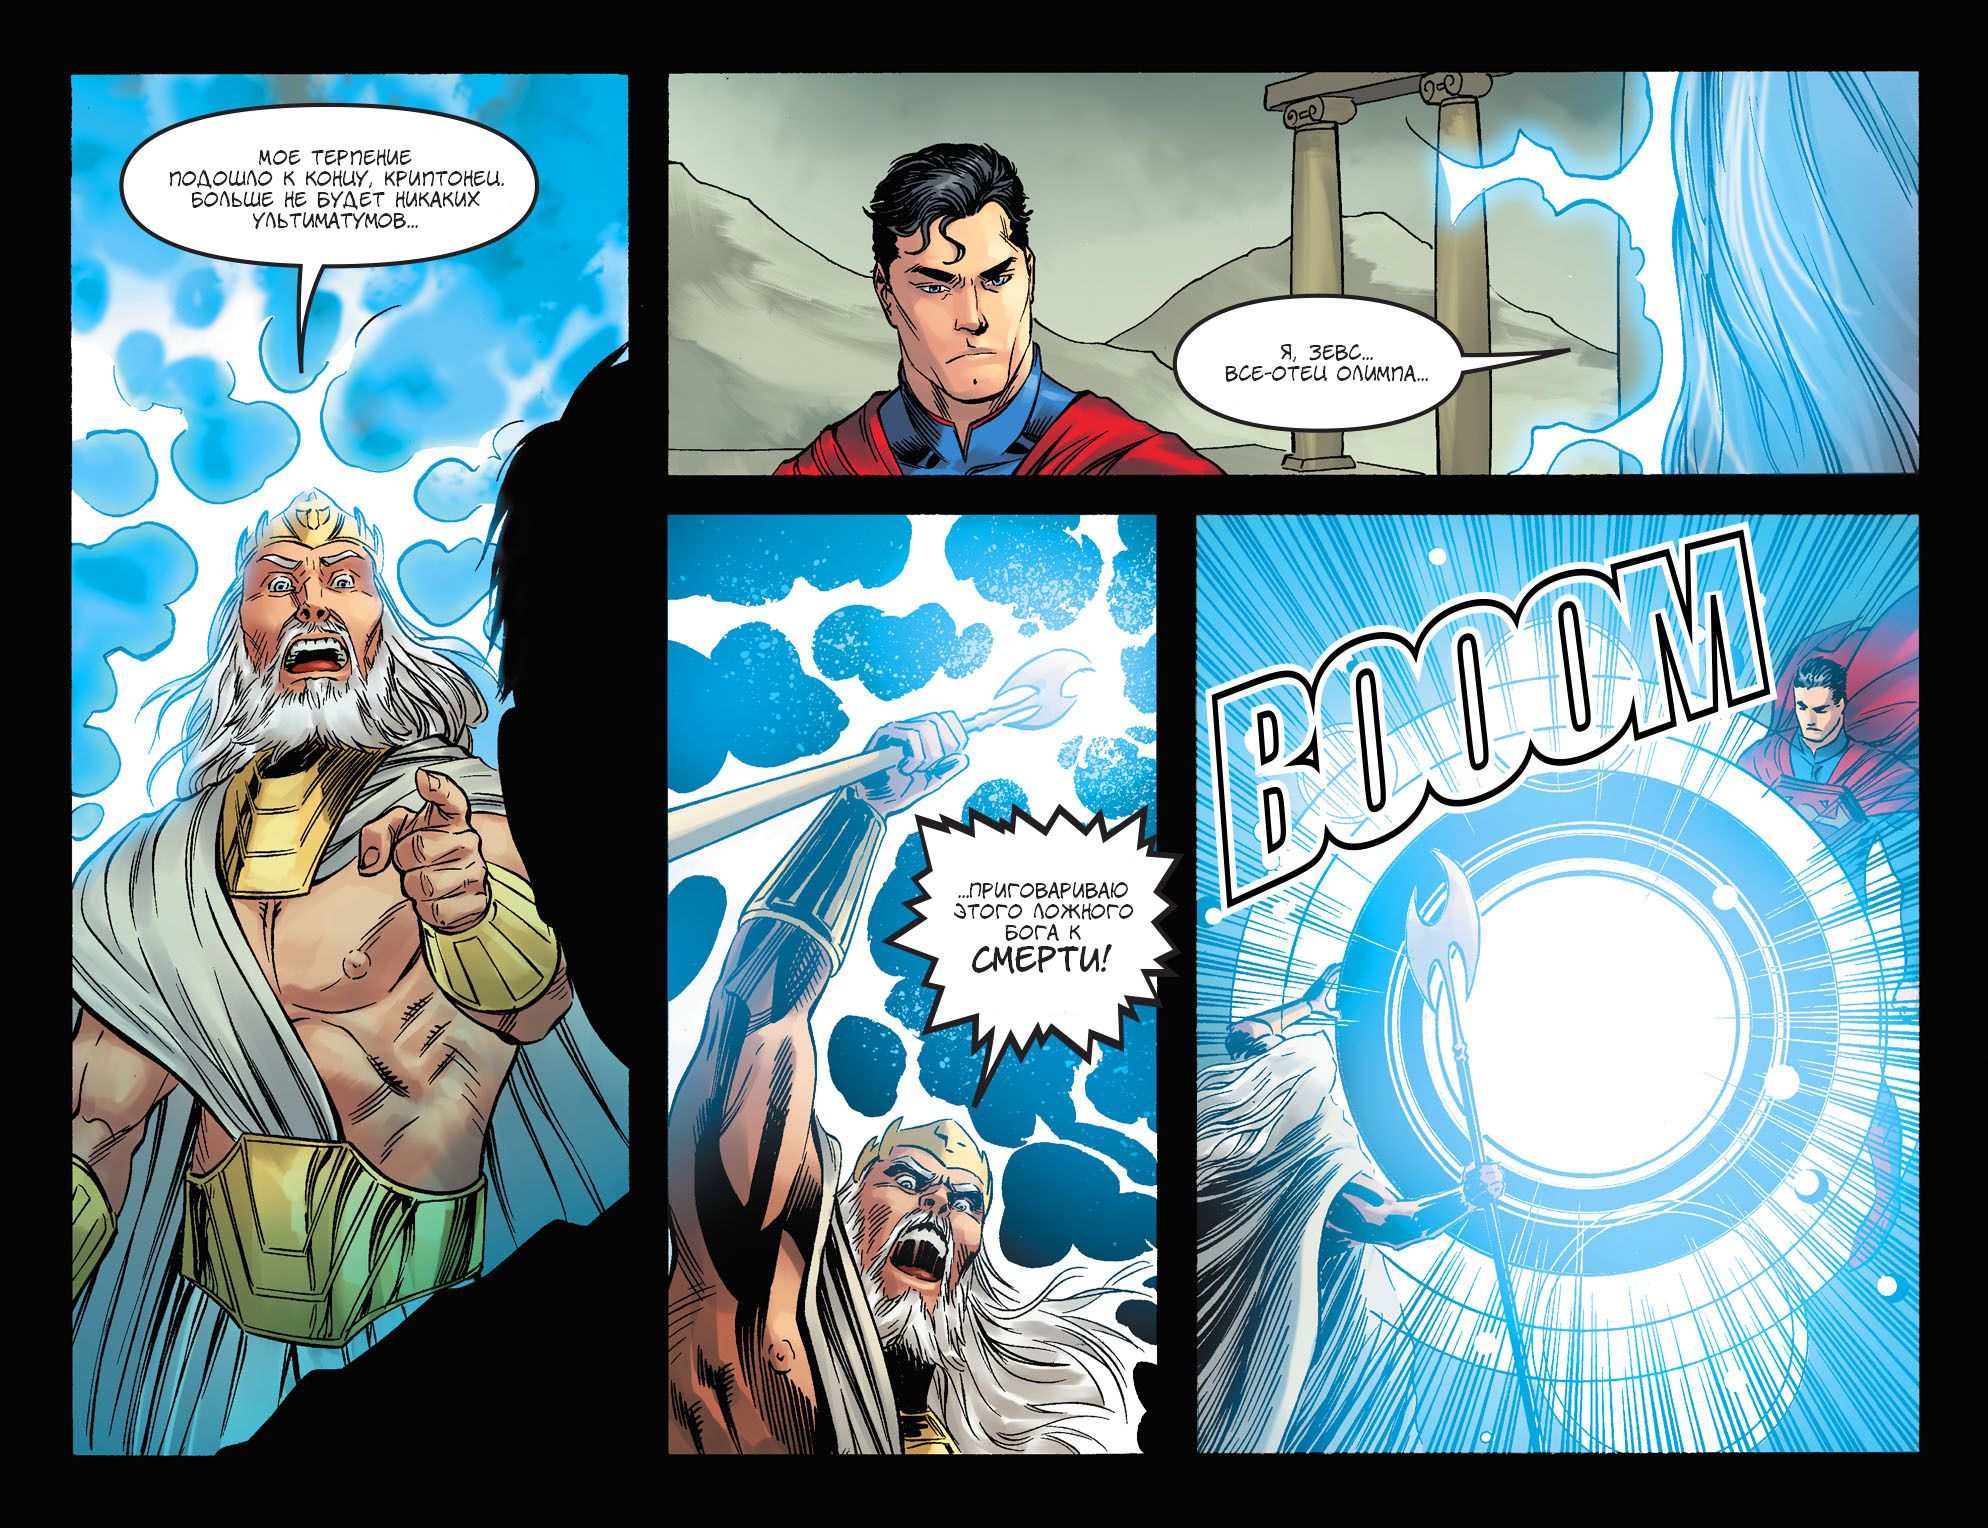 МОЕ ТЕРПЕНИЕ
ПОДОШЛО К КОНЦУ, КРИПТОНЕЦ.
БОЛЬШЕ НЕ БУДЕТ НИКАКИХ
УЛЬТИМАТУМОВ...
Я, ЗЕВС...
ВСЕ-ОТЕЦ ОЛИМПА...
...ПРИГОВАРИВАЮ
ЭТОГО ЛОЖНОГО
БОГА К
СМЕРТИ!
BOOOM